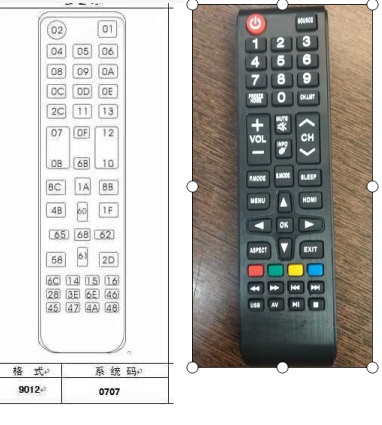 02 01
04 05 06
08 09 0A
0C 0D 0E
2C 11 13
07 0F 12
0B 6B 10
8C 1A 8B
4B 60 1F
65 68 62
58 61 2D
6C 14 15 16
28 3E 6E 46
45 47 4A 48
格 式 系 统 码
9012 0707
SOURCE
1 2 3
4 5 6
7 8 9
0 CH.LIST
+ MUTE
VOL INFO CH
-
P.MODE S.MODE SLEEP
MENU HDMI
OK
ASPECT EXIT
USB AV